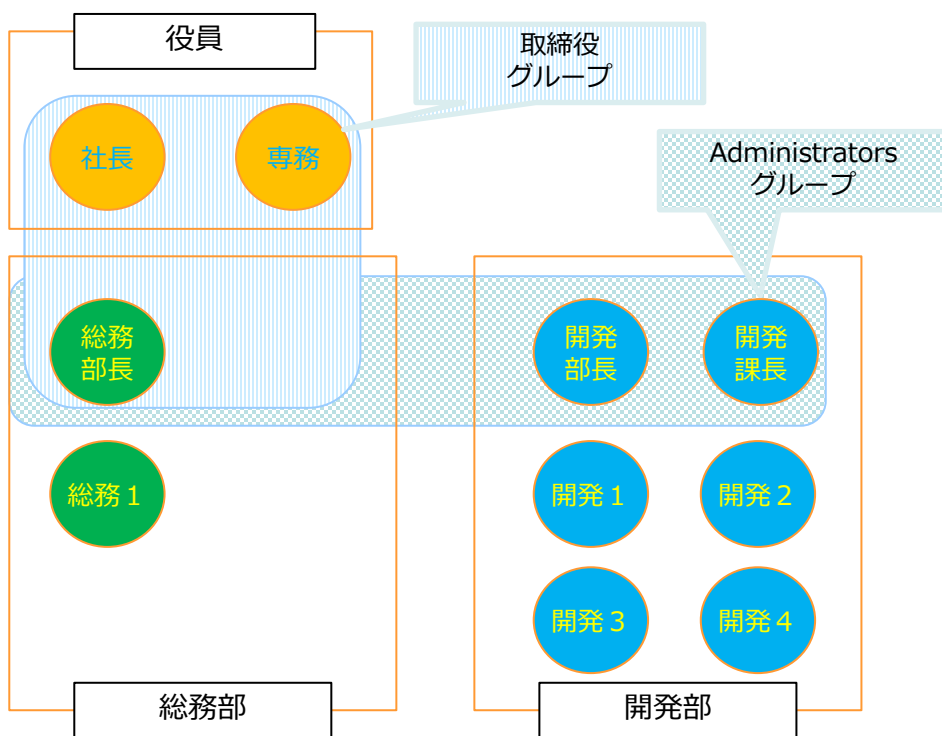 役員
取締役
グループ
社長
専務
Administrators
グループ
総務
部長
開発
部長
開発
課長
総務１
開発１
開発２
開発３
開発４
総務部
開発部